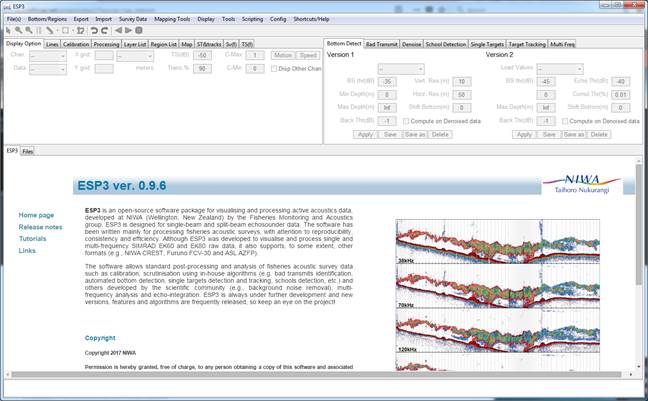 ESP3
File(s) Bottom/Regions Export Import Survey Data Mapping Tools Display Tools Scripting Config Shortcuts/Help
Display Option Lines Calibration Processing Layer List Region List Map ST&tracks Sv(f) TS(f)
Chan. -- X grid: -- TS(dB) -50 C-Max 1 Motion Speed
Data -- Y grid: meters Trans.% 90 C-Min 0 Disp Other Chan
Bottom Detect Bad Transmit Denoise School Detection Single Targets Target Tracking Multi Freq
Version 1
--
BS thr(dB) -35 Vert. Res.(m) 10
Min Depth(m) 0 Horz. Res.(m) 50
Max Depth(m) Inf Shift Bottom(m) 0
Back Thr(dB) -1 Compute on Denoised data
Apply Save Save as Delete
Version 2
Load Values --
BS thr(dB) -45 Echo Thr(dB) -40
Min Depth(m) 0 Cumul Thr(%) 0.01
Max Depth(m) Inf Shift Bottom(m) 0
Back Thr(dB) -1 Compute on Denoised data
Apply Save Save as Delete
ESP3 Files
ESP3 ver. 0.9.6
NIWA
Taihoro Nukurangi
Home page
Release notes
Tutorials
Links
ESP3 is an open-source software package for visualising and processing active acoustics data,
developed at NIWA (Wellington, New Zealand) by the Fisheries Monitoring and Acoustics
group. ESP3 is designed for single-beam and split-beam echosounder data. The software has
been written mainly for processing fisheries acoustic surveys, with attention to reproducibility,
consistency and efficiency. Although ESP3 was developed to visualise and process single and
multi-frequency SIMRAD EK60 and EK80 raw data, it also supports, to some extent, other
formats (e.g., NIWA CREST, Furuno FCV-30 and ASL AZFP).
The software allows standard post-processing and analysis of fisheries acoustic survey data
such as calibration, scrutinisation using in-house algorithms (e.g. bad transmits identification,
automated bottom detection, single targets detection and tracking, schools detection, etc.) and
others developed by the scientific community (e.g., background noise removal), multi-
frequency analysis and echo-integration. ESP3 is always under further development and new
versions, features and algorithms are frequently released, so keep an eye on the project!
Copyright
Copyright 2017 NIWA
Permission is hereby granted, free of charge, to any person obtaining a copy of this software and associated
38kHz
70kHz
120kHz